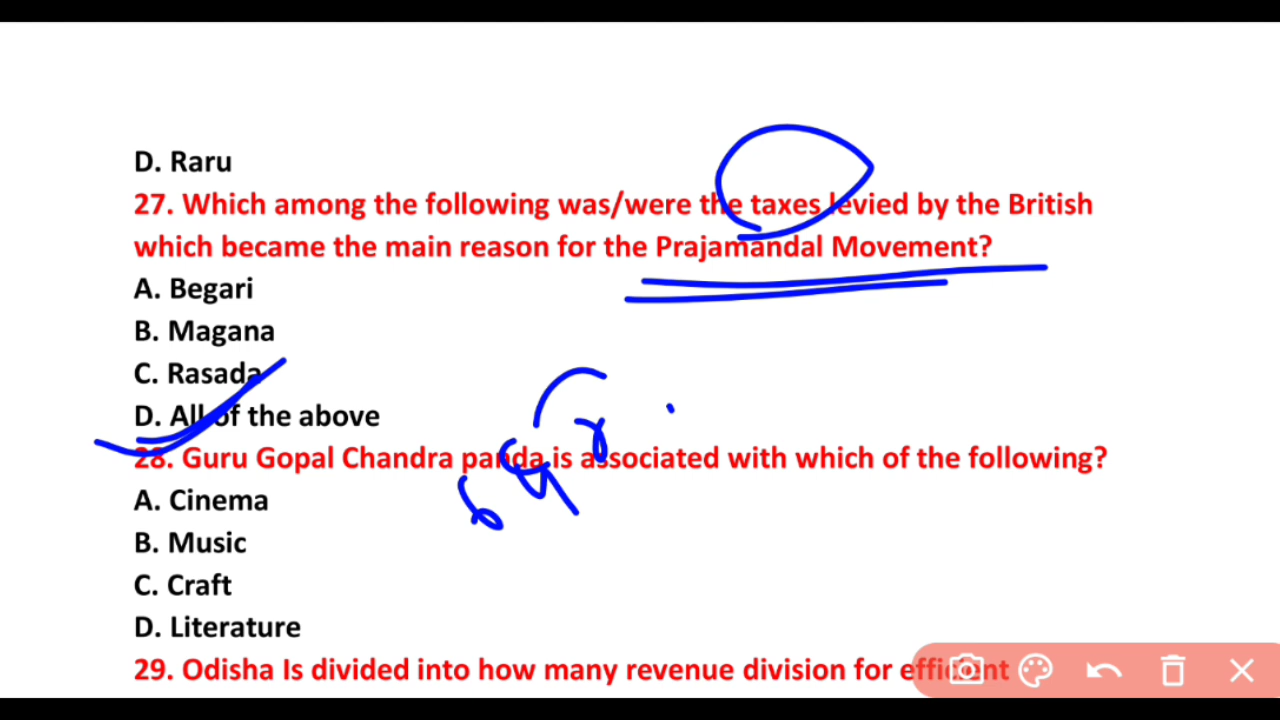 D. Raru
27. Which among the following was/were the taxes levied by the British
which became the main reason for the Prajamandal Movement?
A. Begari
B. Magana
C. Rasada
D. All of the above
28. Guru Gopal Chandra panda is associated with which of the following?
A. Cinema
B. Music
C. Craft
D. Literature
29. Odisha Is divided into how many revenue division for efficient